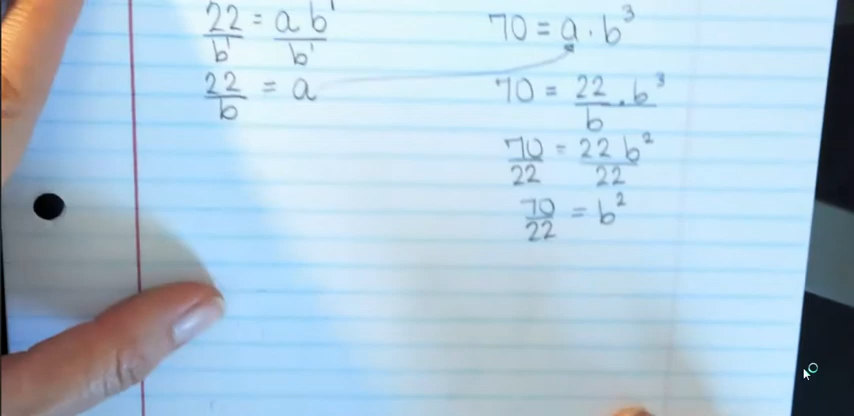 22/b¹ = a b¹/b¹
22/b = a
70 = a · b³
70 = 22/b · b³
70/22 = 22 b²/22
70/22 = b²